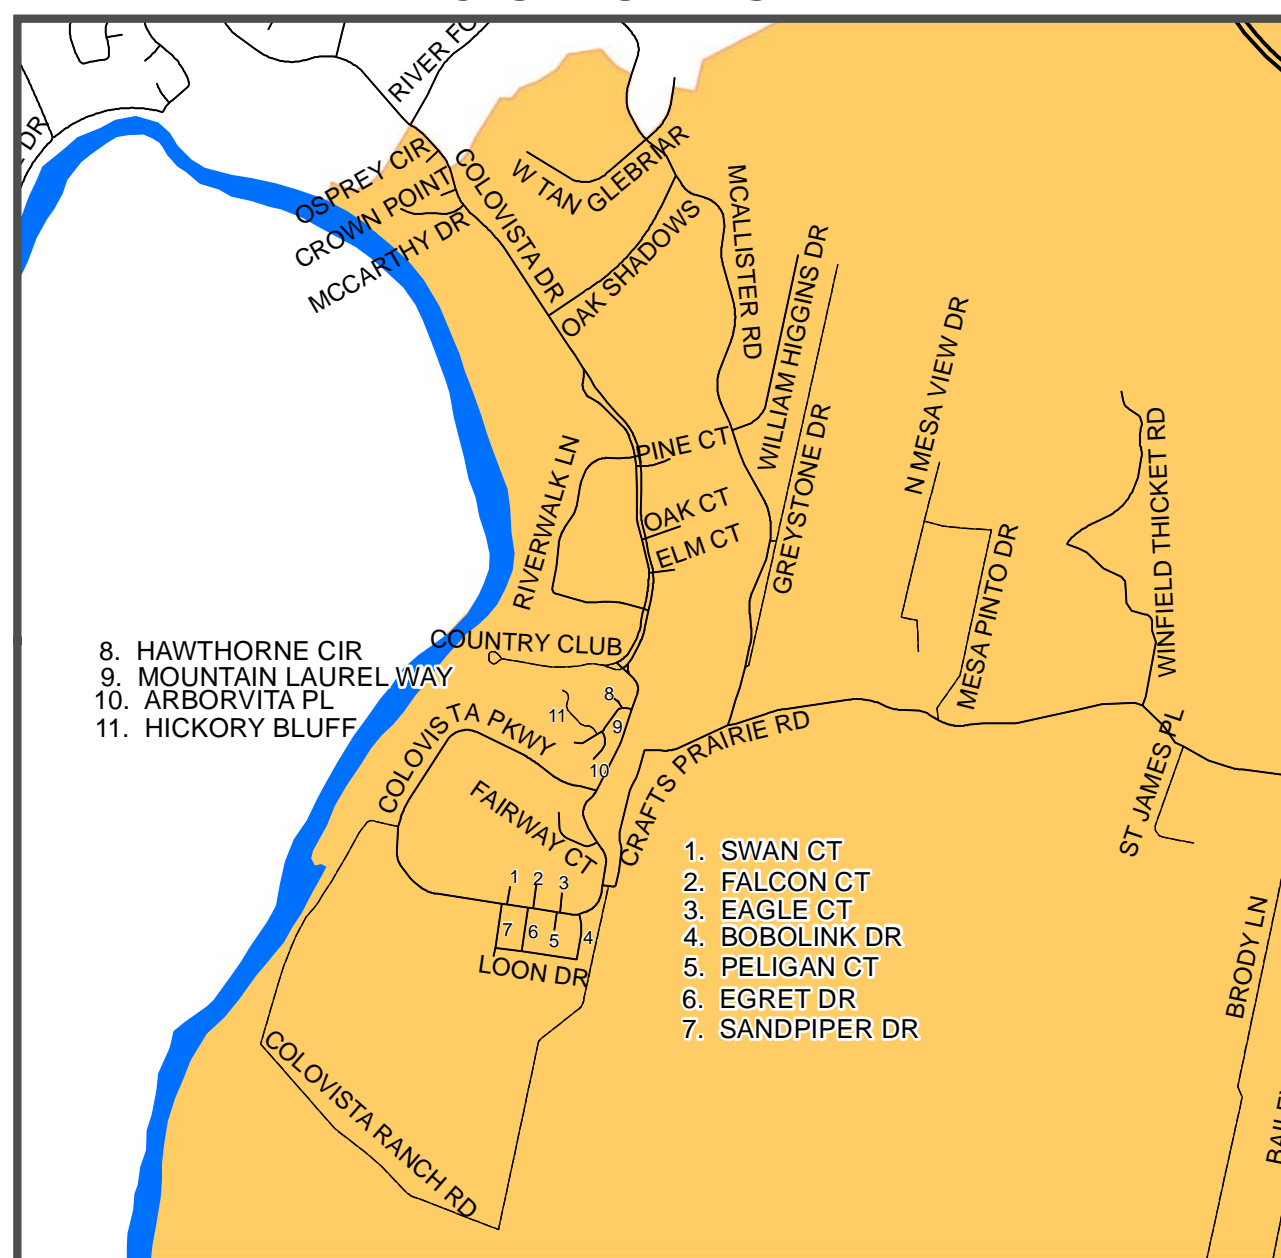 RIVER FO
DR
OSPREY CIR
CROWN POINT
MCCARTHY DR
COLOVISTA DR
W TAN GLEBRIAR
OAK SHADOWS
MCALLISTER RD
WILLIAM HIGGINS DR
GREYSTONE DR
N MESA VIEW DR
MESA PINTO DR
WINFIELD THICKET RD
PINE CT
OAK CT
ELM CT
RIVERWALK LN
COUNTRY CLUB
8. HAWTHORNE CIR
9. MOUNTAIN LAUREL WAY
10. ARBORVITA PL
11. HICKORY BLUFF
8
11
9
10
COLOVISTA PKWY
FAIRWAY CT
CRAFTS PRAIRIE RD
ST JAMES PL
1
2
3
7
6
5
4
LOON DR
1. SWAN CT
2. FALCON CT
3. EAGLE CT
4. BOBOLINK DR
5. PELIGAN CT
6. EGRET DR
7. SANDPIPER DR
COLOVISTA RANCH RD
BRODY LN